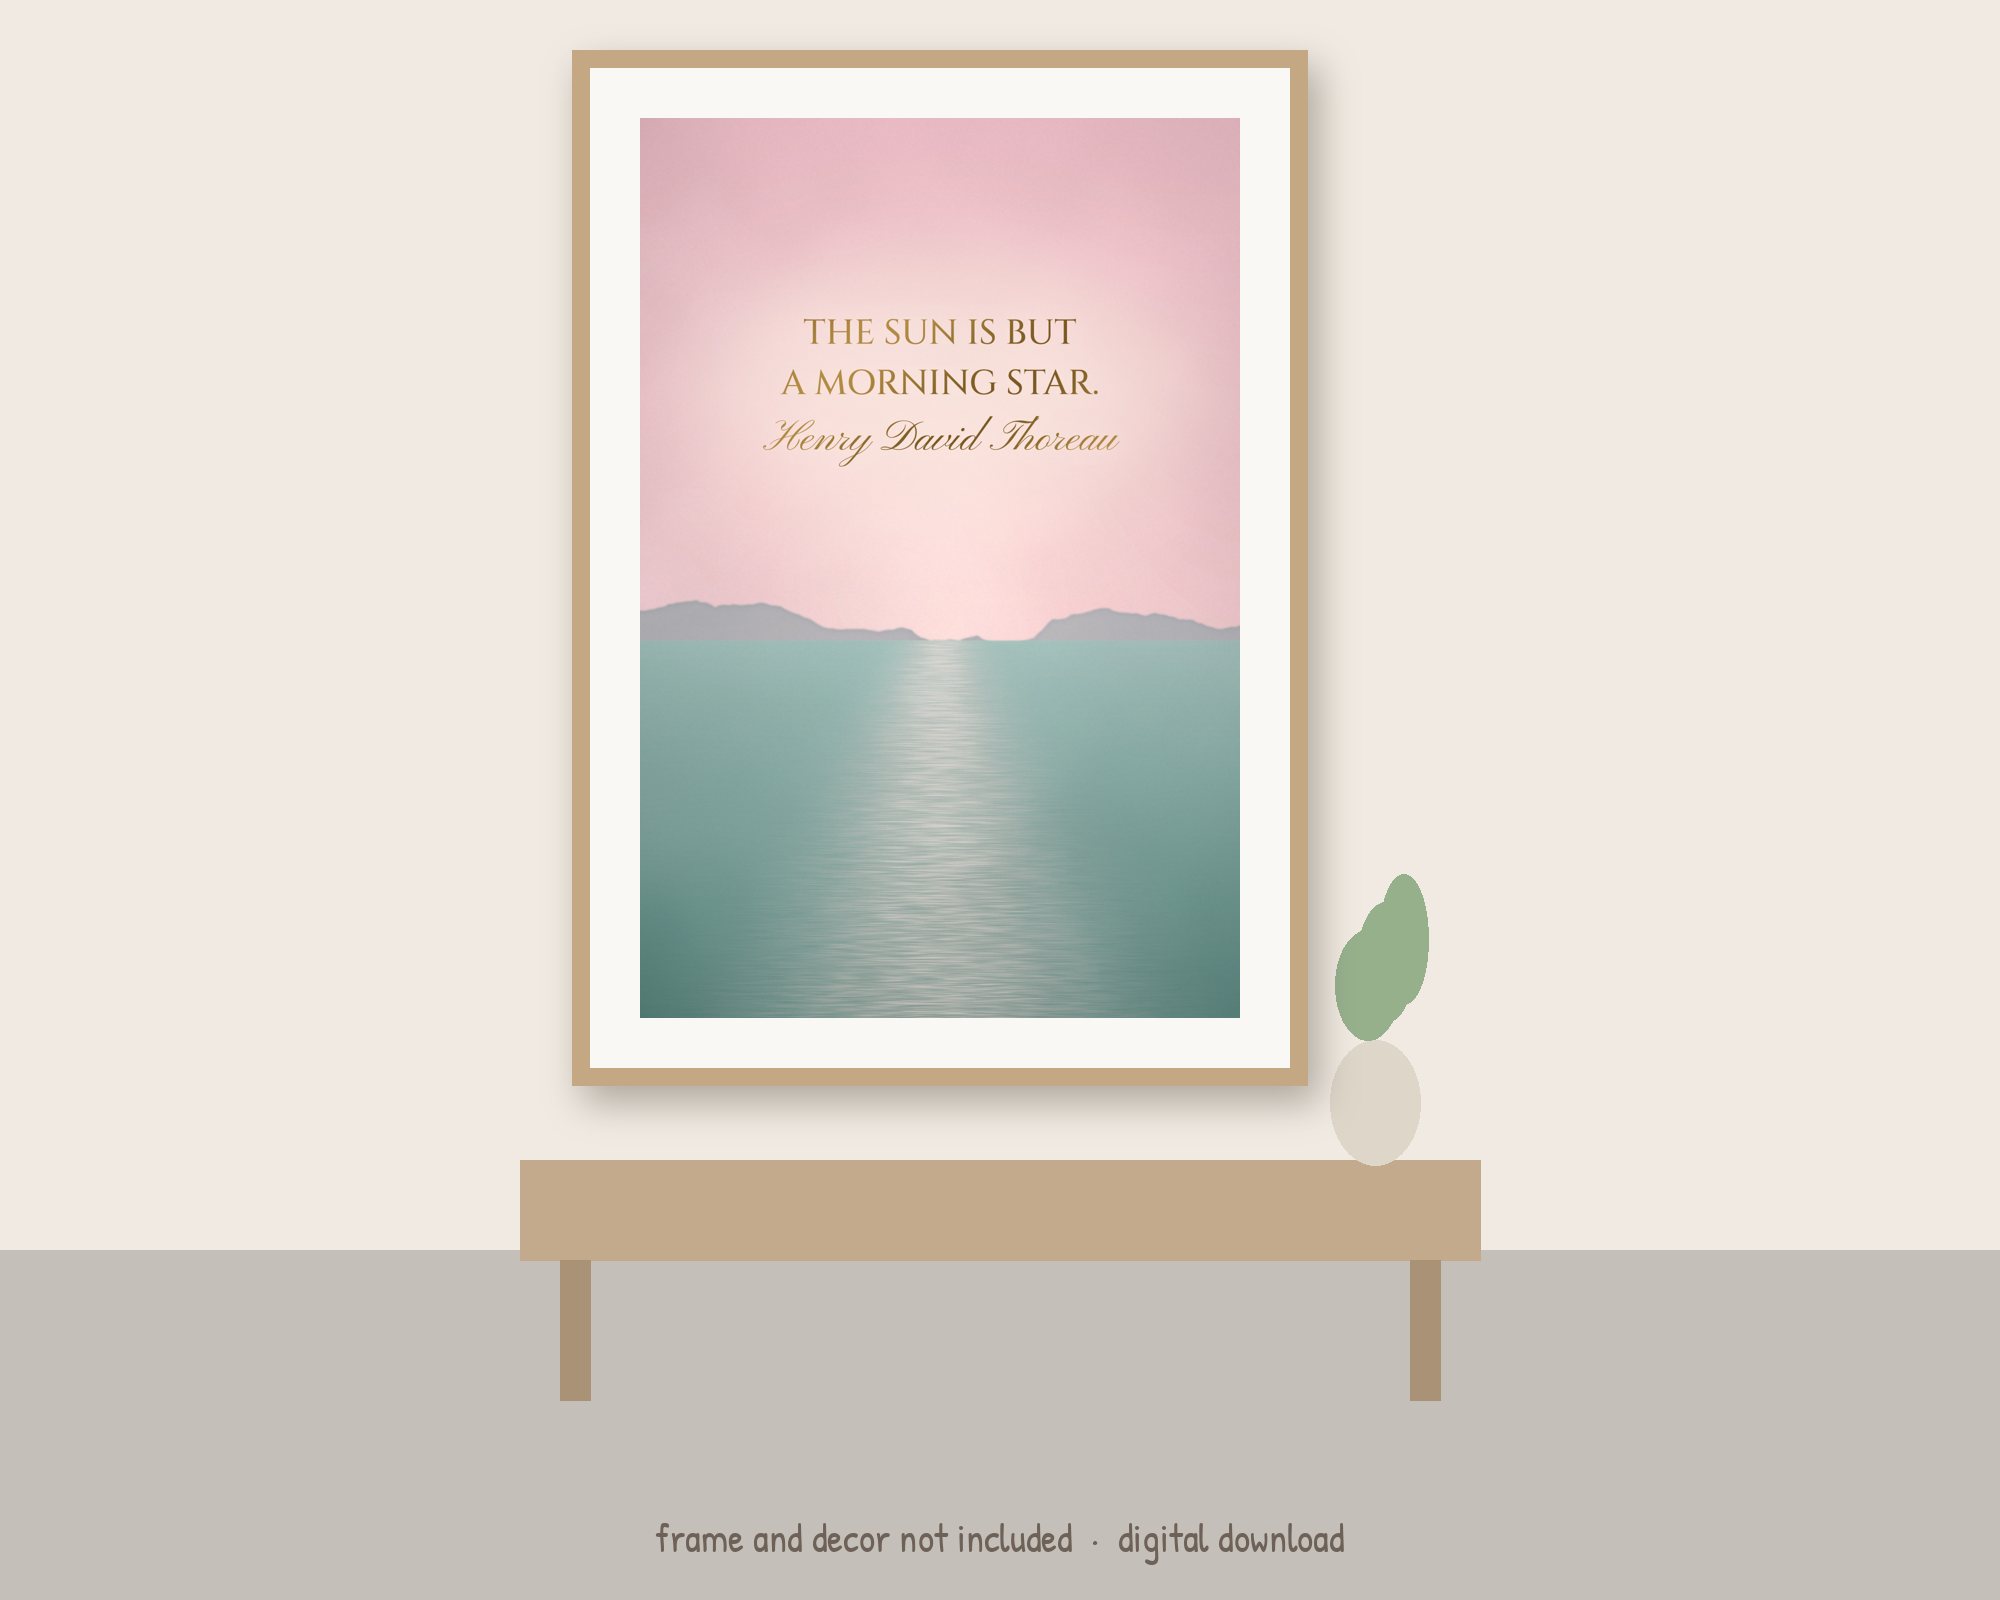 THE SUN IS BUT
A MORNING STAR.
Henry David Thoreau
frame and decor not included · digital download